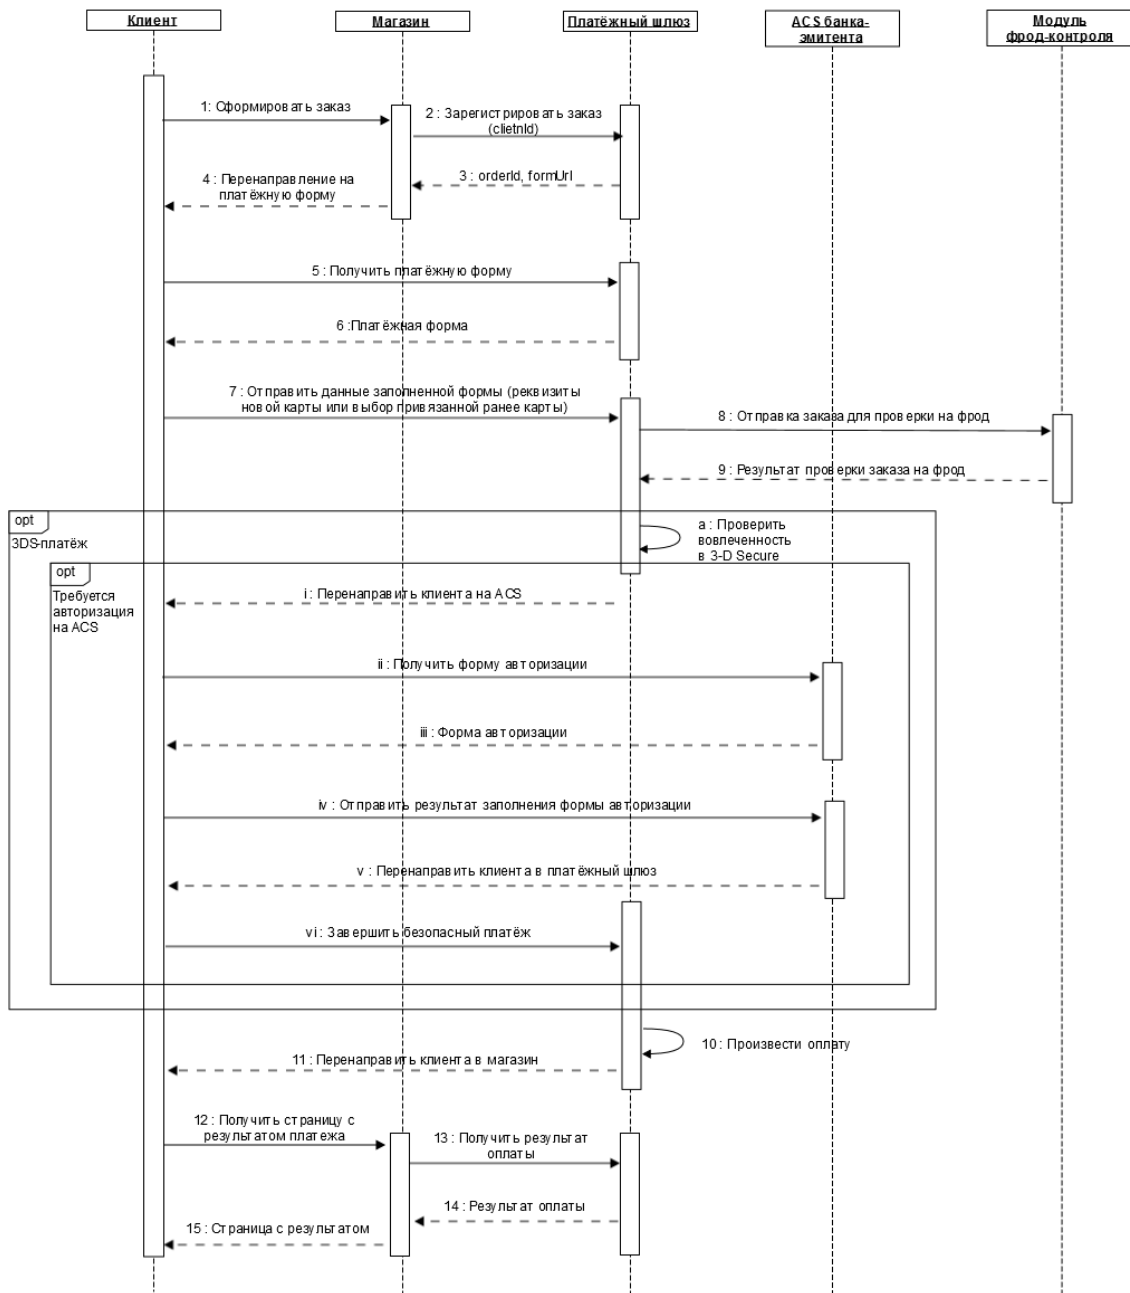 Клиент
Магазин
Платёжный шлюз
ACS банка-
эмитента
Модуль
фрод-контроля
1: Сформировать заказ
2 : Зарегистрировать заказ
(clietnId)
3 : orderId, formUrl
4 : Перенаправление на
платёжную форму
5 : Получить платёжную форму
6 :Платёжная форма
7 : Отправить данные заполненной формы (реквизиты
новой карты или выбор привязанной ранее карты)
8 : Отправка заказа для проверки на фрод
9 : Результат проверки заказа на фрод
opt
3DS-платёж
a : Проверить
вовлеченность
в 3-D Secure
opt
Требуется
авторизация
на ACS
i : Перенаправить клиента на ACS
ii : Получить форму авторизации
iii : Форма авторизации
iv : Отправить результат заполнения формы авторизации
v : Перенаправить клиента в платёжный шлюз
vi : Завершить безопасный платёж
10 : Произвести оплату
11 : Перенаправить клиента в магазин
12 : Получить страницу с
результатом платежа
13 : Получить результат
оплаты
14 : Результат оплаты
15 : Страница с результатом